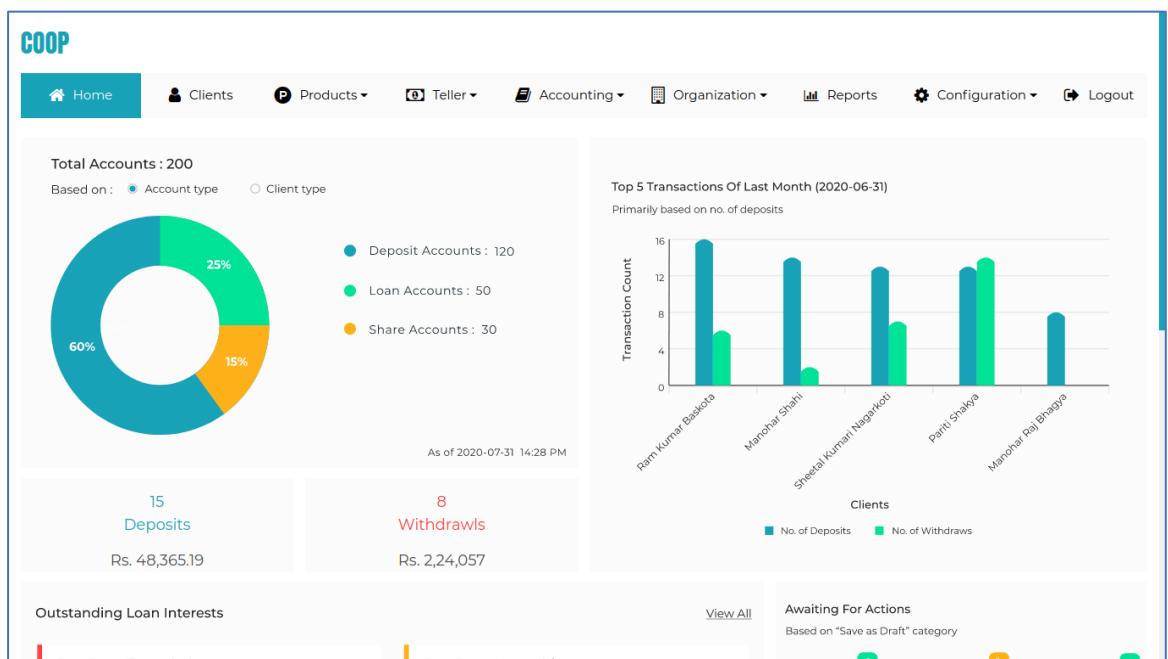 COOP
Home Clients Products Teller Accounting Organization Reports Configuration Logout
Total Accounts : 200
Based on : Account type Client type
25%
60%
15%
Deposit Accounts : 120
Loan Accounts : 50
Share Accounts : 30
As of 2020-07-31 14:28 PM
Top 5 Transactions Of Last Month (2020-06-31)
Primarily based on no. of deposits
Transaction Count
16
12
8
4
0
Ram Kumar Baskota
Manohar Shahi
Sheetal Kumari Nagarkoti
Pariti Shakya
Manohar Raj Bhagya
Clients
No. of Deposits No. of Withdraws
15
Deposits
Rs. 48,365.19
8
Withdrawls
Rs. 2,24,057
Outstanding Loan Interests View All
Awaiting For Actions
Based on “Save as Draft” category